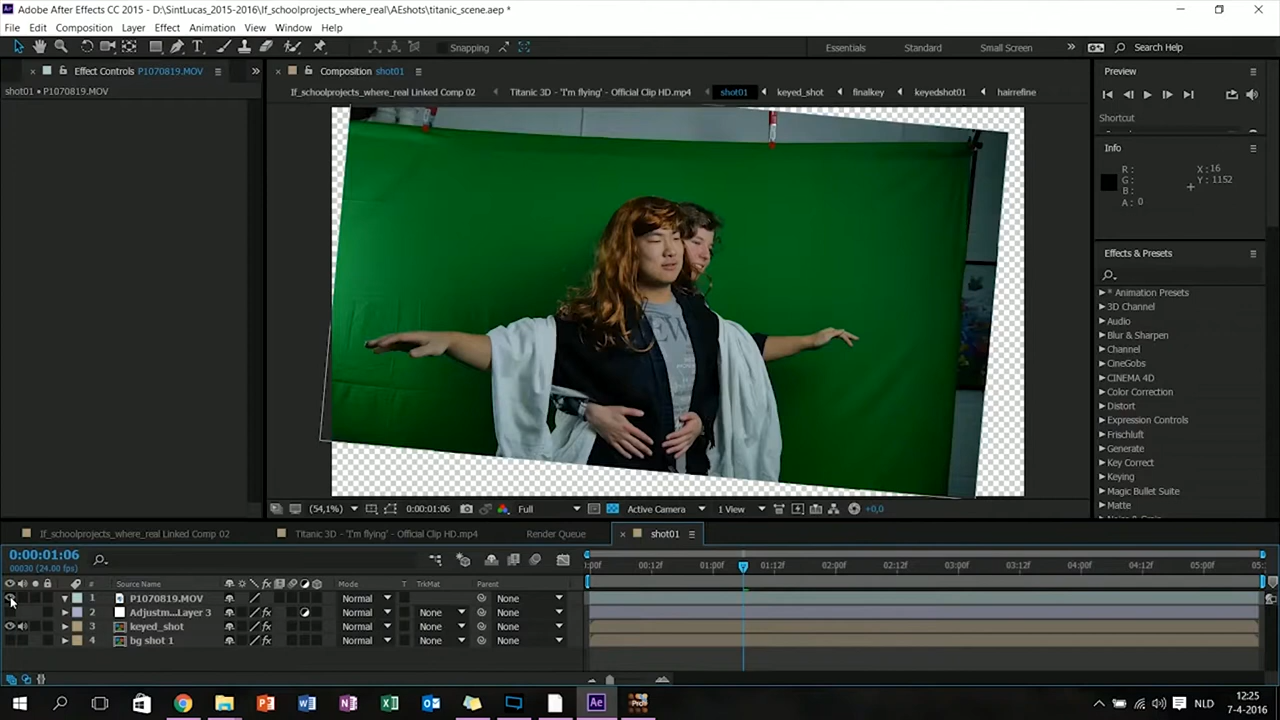 Adobe After Effects CC 2015 - D:\SintLucas_2015-2016\If_schoolprojects_where_real\AEshots\titanic_scene.aep *
File Edit Composition Layer Effect Animation View Window Help
Snapping Essentials Standard Small Screen Search Help
Effect Controls P1070819.MOV
shot01 • P1070819.MOV
Composition shot01
If_schoolprojects_where_real Linked Comp 02 Titanic 3D - 'I'm flying' - Official Clip HD.mp4 shot01 keyed_shot finalkey keyedshot01 hairrefine
Preview
Shortcut
Info
R:
G:
B:
A: 0
X: 16
Y: 1152
Effects & Presets
* Animation Presets
3D Channel
Audio
Blur & Sharpen
Channel
CineGobs
CINEMA 4D
Color Correction
Distort
Expression Controls
Frischluft
Generate
Key Correct
Keying
Magic Bullet Suite
Matte
(54,1%) 0:00:01:06 Full Active Camera 1 View +0,0
If_schoolprojects_where_real Linked Comp 02 Titanic 3D - 'I'm flying' - Official Clip HD.mp4 Render Queue shot01
0:00:01:06
00030 (24.00 fps)
:00f 00:12f 01:00f 01:12f 02:00f 02:12f 03:00f 03:12f 04:00f 04:12f 05:00f 05:
# Source Name Mode T TrkMat Parent
1 P1070819.MOV Normal None
2 Adjustm...Layer 3 Normal None None
3 keyed_shot Normal None None
4 bg shot 1 Normal None None
NLD
12:25
7-4-2016